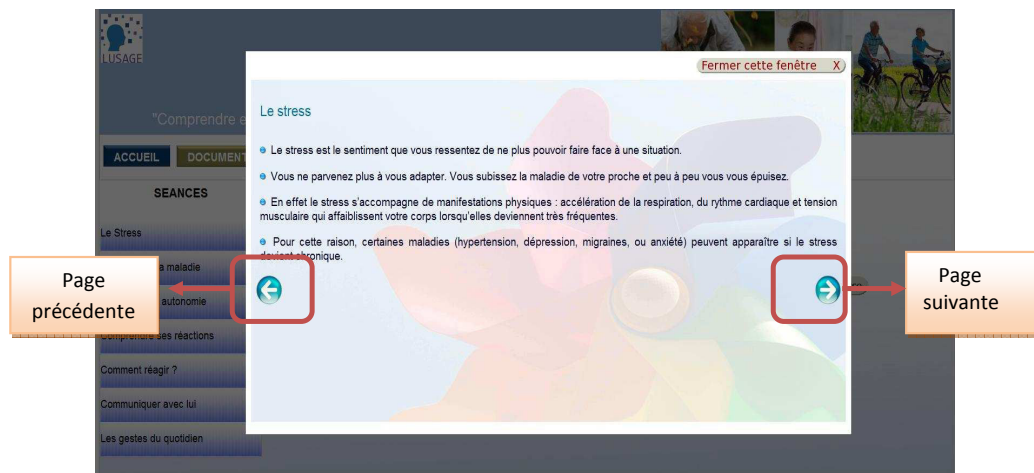 LUSAGE
Fermer cette fenêtre X
"Comprendre e
Le stress
ACCUEIL
DOCUMENT
Le stress est le sentiment que vous ressentez de ne plus pouvoir faire face à une situation.
Vous ne parvenez plus à vous adapter. Vous subissez la maladie de votre proche et peu à peu vous vous épuisez.
SEANCES
En effet le stress s'accompagne de manifestations physiques : accélération de la respiration, du rythme cardiaque et tension
musculaire qui affaiblissent votre corps lorsqu'elles deviennent très fréquentes.
Pour cette raison, certaines maladies (hypertension, dépression, migraines, ou anxiété) peuvent apparaître si le stress
devient chronique.
Le Stress
a maladie
autonomie
Comprendre ses réactions
Comment réagir ?
Communiquer avec lui
Les gestes du quotidien
Page
précédente
Page
suivante